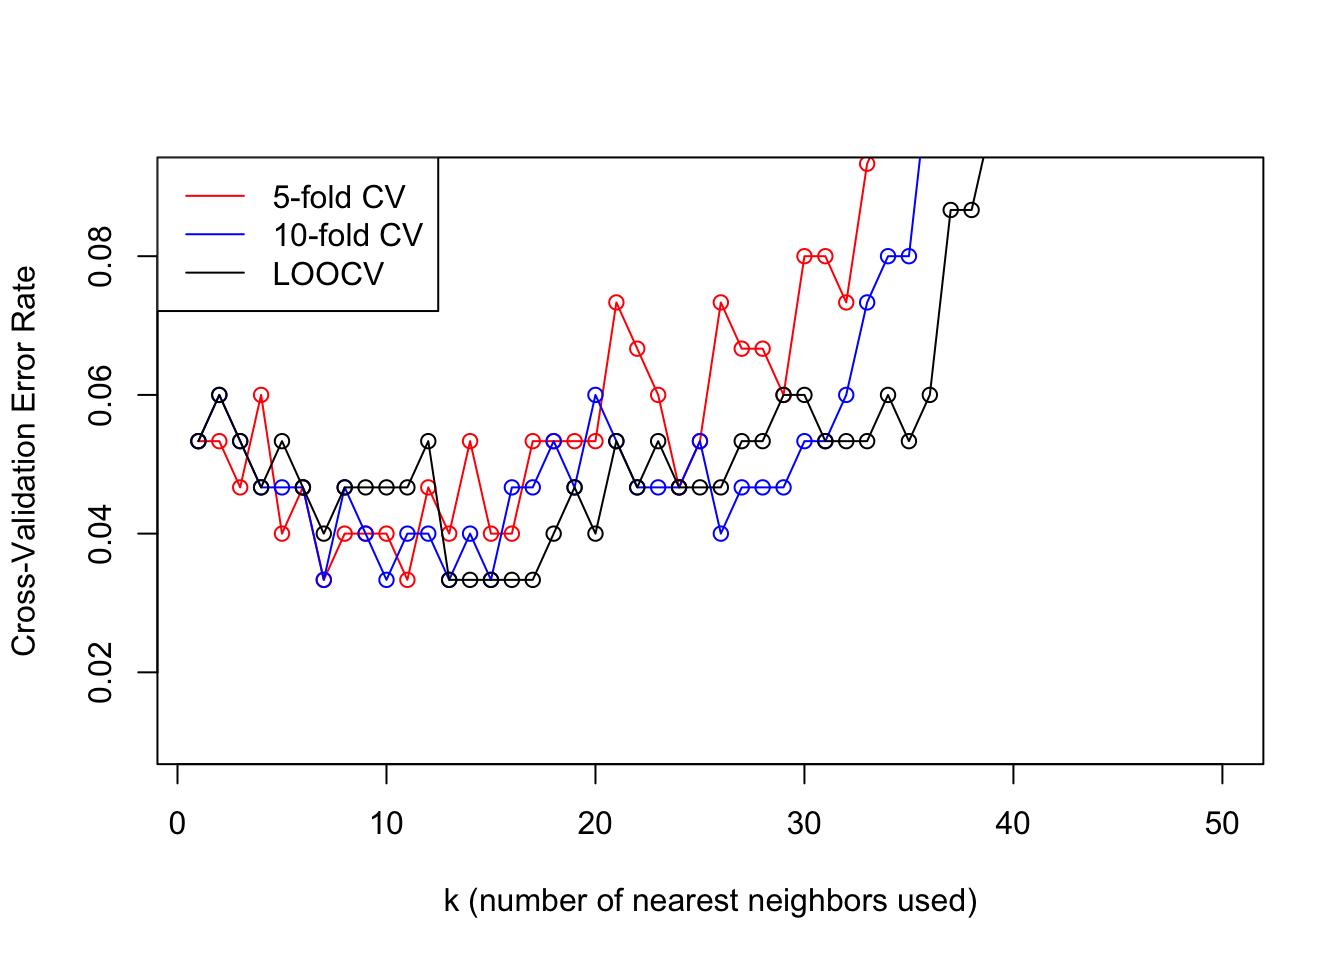 5-fold CV
10-fold CV
LOOCV
Cross-Validation Error Rate
0.08
0.06
0.04
0.02
0 10 20 30 40 50
k (number of nearest neighbors used)